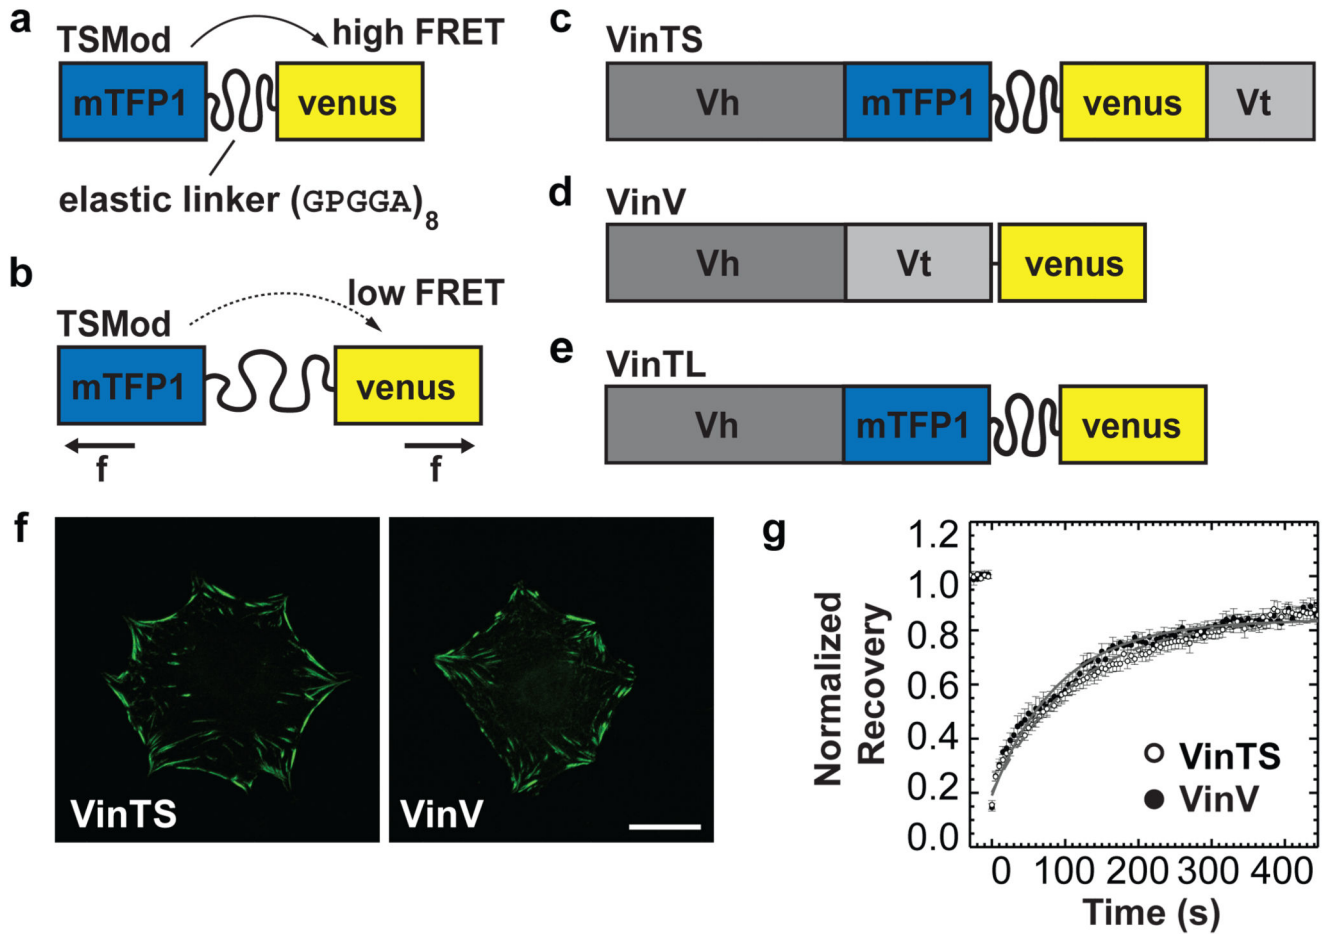 a
TSMod
high FRET
mTFP1
venus
elastic linker (GPGGA)8
b
low FRET
TSMod
mTFP1
venus
f
f
c
VinTS
Vh
mTFP1
venus
Vt
d
VinV
Vh
Vt
venus
e
VinTL
Vh
mTFP1
venus
f
VinTS
VinV
g
Normalized
Recovery
1.2
1.0
0.8
0.6
0.4
0.2
0.0
VinTS
VinV
0 100 200 300 400
Time (s)